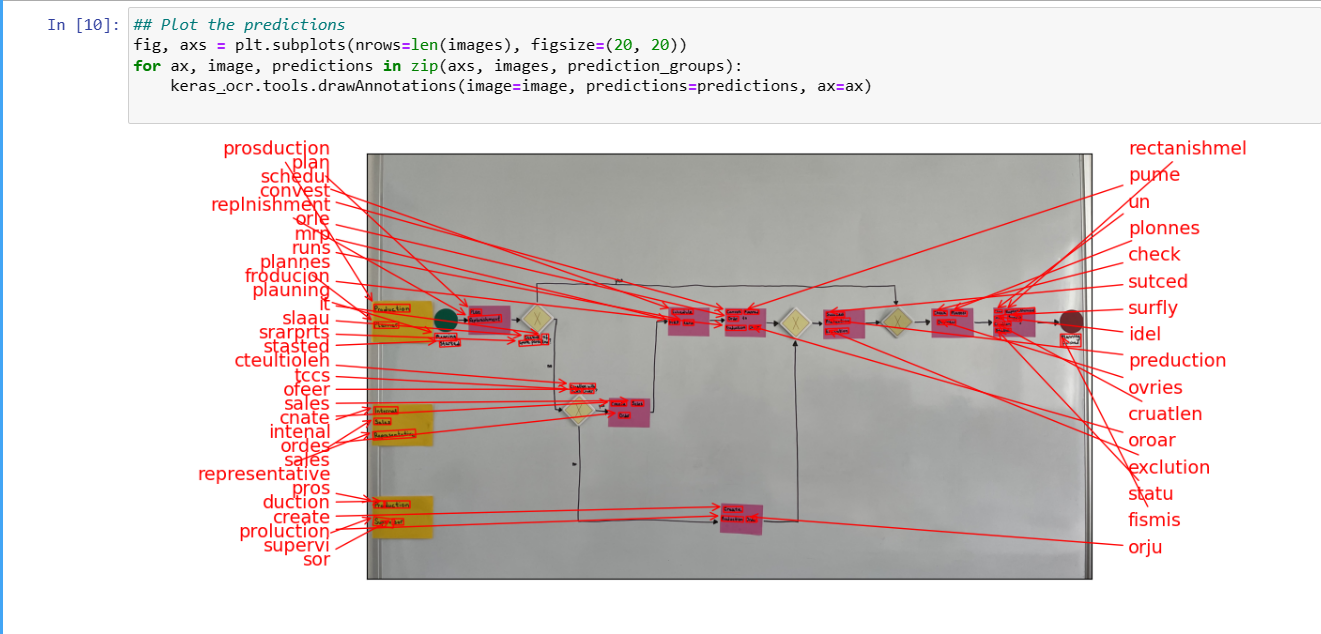 In [10]:
## Plot the predictions
fig, axs = plt.subplots(nrows=len(images), figsize=(20, 20))
for ax, image, predictions in zip(axs, images, prediction_groups):
    keras_ocr.tools.drawAnnotations(image=image, predictions=predictions, ax=ax)
prosduction
plan
schedu
convest
replnishment
orle
mrp
runs
plannes
froducion
plauning
it
slaau
srarprts
stasted
cteultioleh
tccs
ofeer
sales
cnate
intenal
ordes
sales
representative
pros
duction
create
proluction
supervi
sor
rectanishmel
pume
un
plonnes
check
sutced
surfly
idel
preduction
ovries
cruatlen
oroar
exclution
statu
fismis
orju